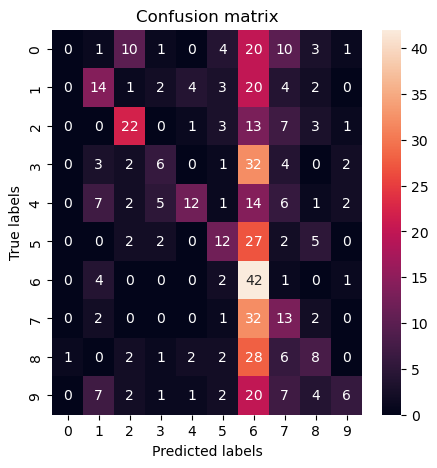 Confusion matrix
0 0 1 10 1 0 4 20 10 3 1
1 0 14 1 2 4 3 20 4 2 0
2 0 0 22 0 1 3 13 7 3 1
3 0 3 2 6 0 1 32 4 0 2
4 0 7 2 5 12 1 14 6 1 2
5 0 0 2 2 0 12 27 2 5 0
6 0 4 0 0 0 2 42 1 0 1
7 0 2 0 0 0 1 32 13 2 0
8 1 0 2 1 2 2 28 6 8 0
9 0 7 2 1 1 2 20 7 4 6
0 1 2 3 4 5 6 7 8 9
Predicted labels
True labels
40
35
30
25
20
15
10
5
0